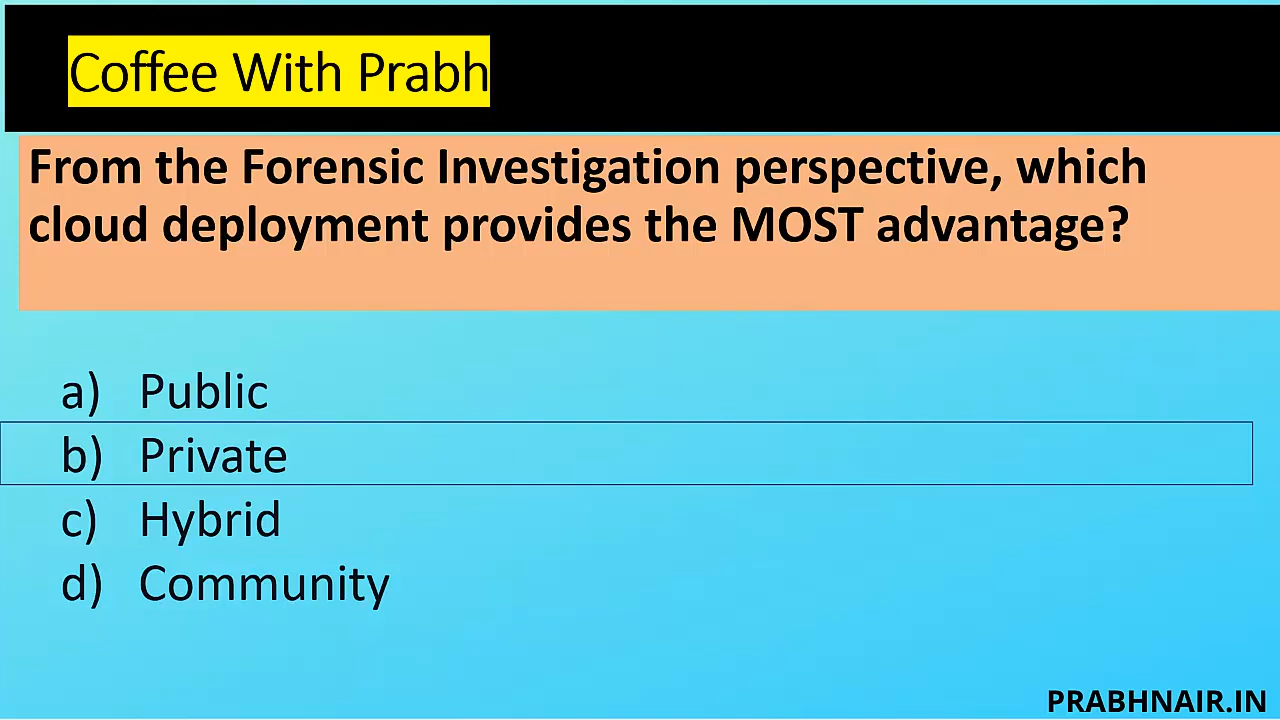 Coffee With Prabh
From the Forensic Investigation perspective, which
cloud deployment provides the MOST advantage?
a) Public
b) Private
c) Hybrid
d) Community
PRABHNAIR.IN